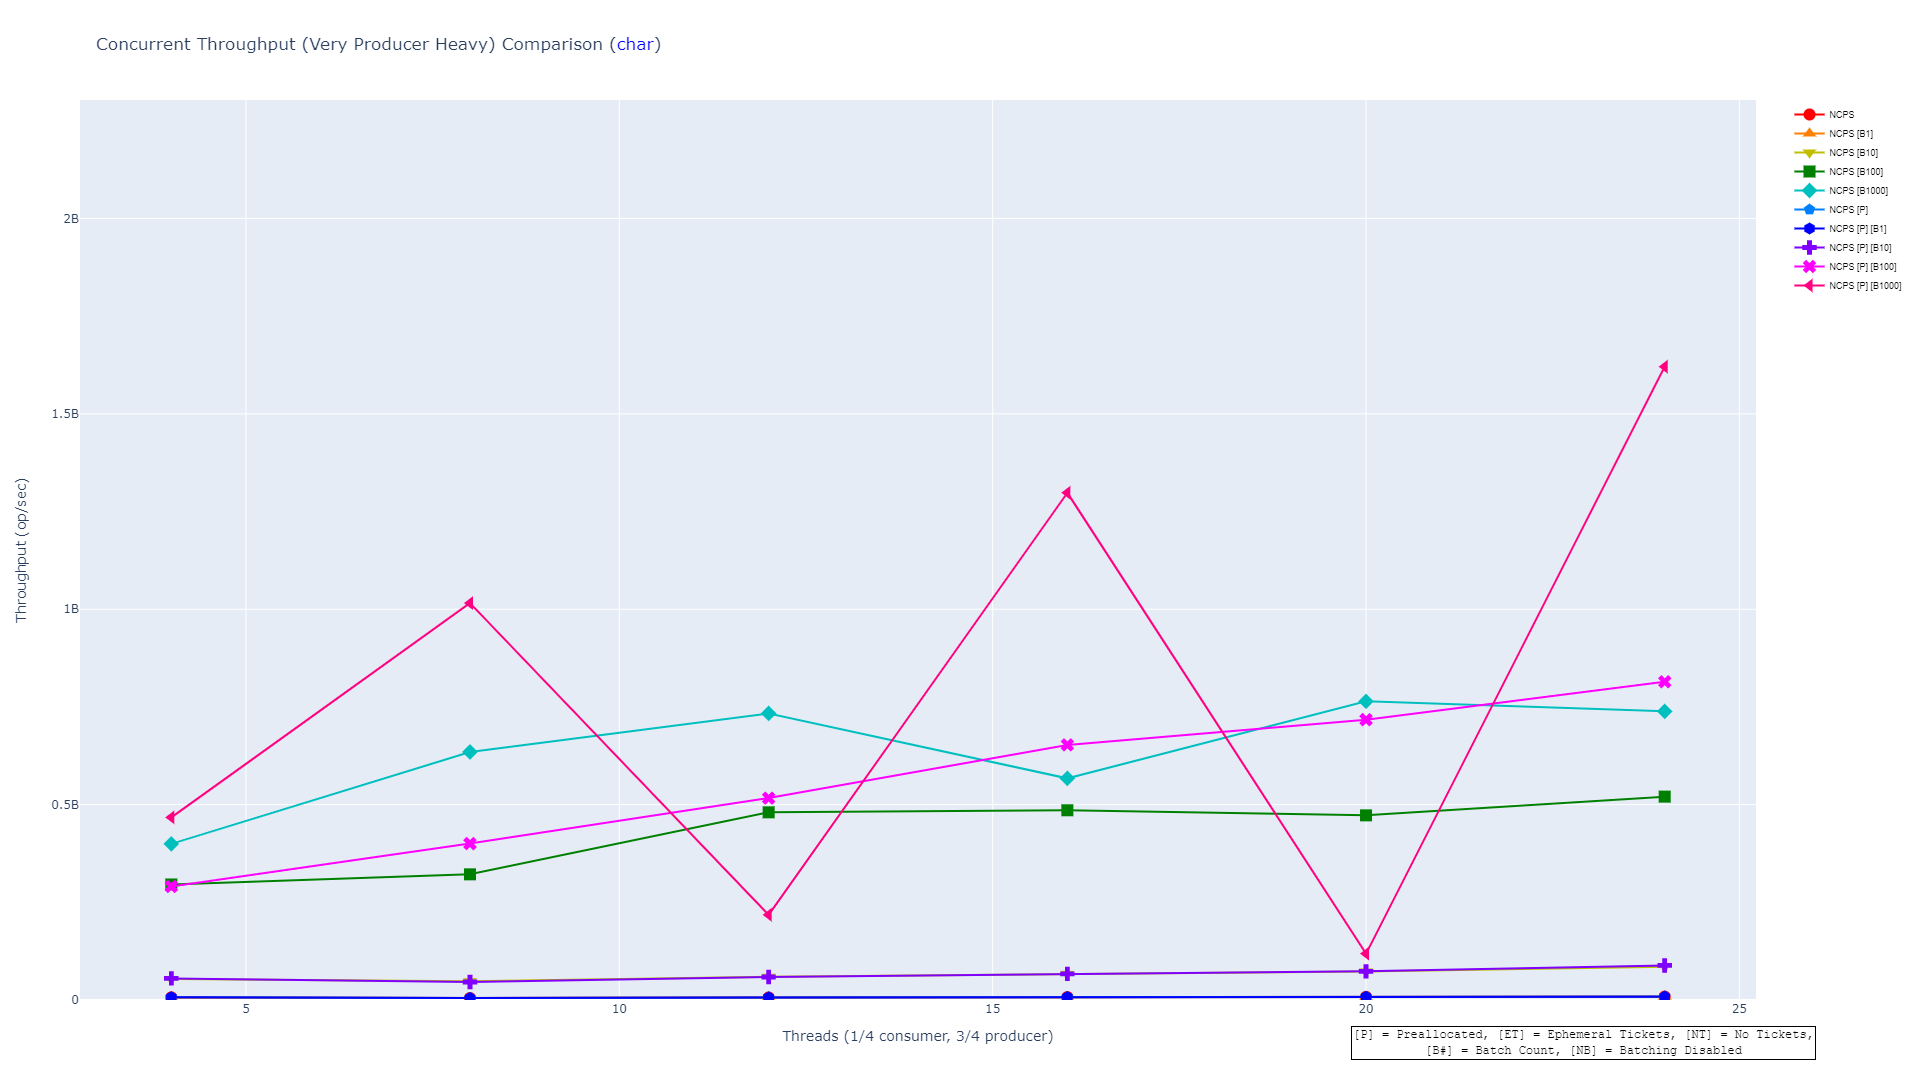 Concurrent Throughput (Very Producer Heavy) Comparison (char)
NCPS
NCPS [B1]
NCPS [B10]
NCPS [B100]
NCPS [B1000]
NCPS [P]
NCPS [P] [B1]
NCPS [P] [B10]
NCPS [P] [B100]
NCPS [P] [B1000]
2B
1.5B
1B
0.5B
0
Throughput (op/sec)
5
10
15
20
25
Threads (1/4 consumer, 3/4 producer)
[P] = Preallocated, [ET] = Ephemeral Tickets, [NT] = No Tickets,
[B#] = Batch Count, [NB] = Batching Disabled